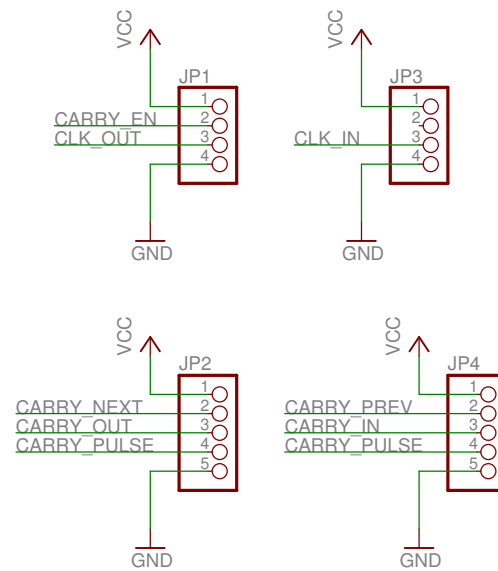 VCC
JP1
1
CARRY_EN 2
CLK_OUT 3
4
GND
VCC
JP3
1
2
CLK_IN 3
4
GND
VCC
JP2
1
CARRY_NEXT 2
CARRY_OUT 3
CARRY_PULSE 4
5
GND
VCC
JP4
1
CARRY_PREV 2
CARRY_IN 3
CARRY_PULSE 4
5
GND